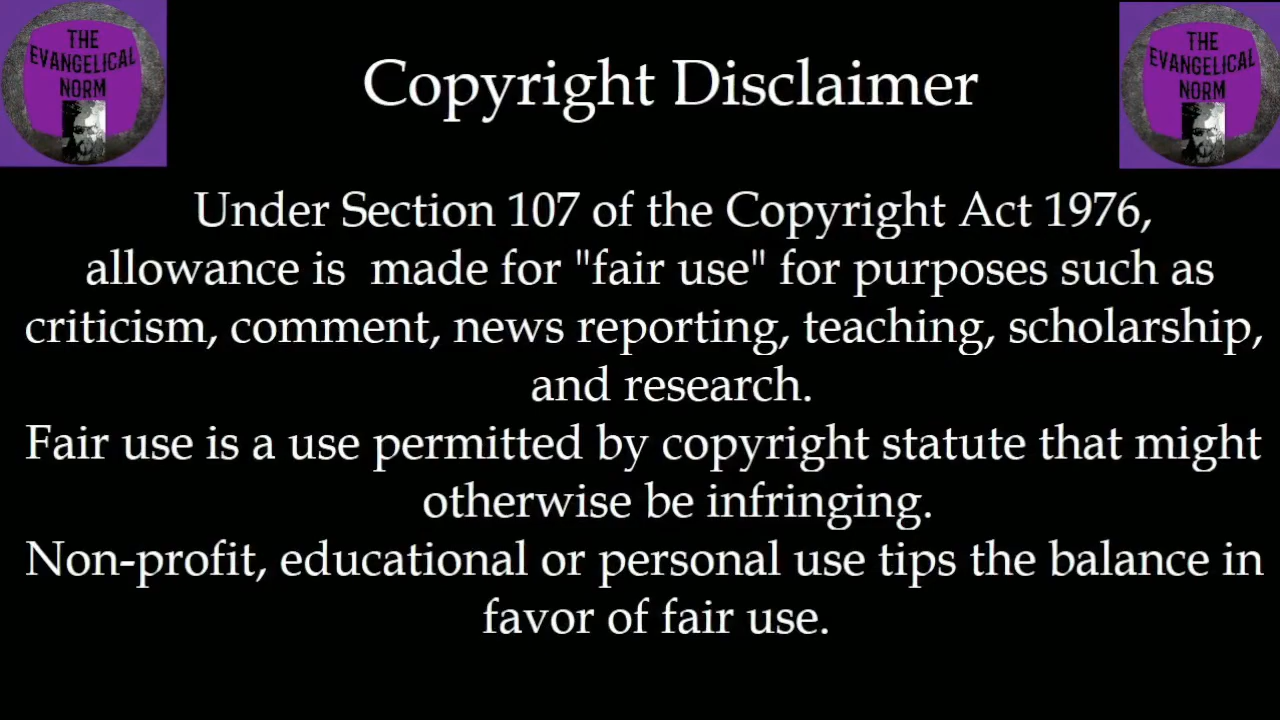 THE
EVANGELICAL
NORM
THE
EVANGELICAL
NORM
Copyright Disclaimer
Under Section 107 of the Copyright Act 1976,
allowance is  made for "fair use" for purposes such as
criticism, comment, news reporting, teaching, scholarship,
and research.
Fair use is a use permitted by copyright statute that might
otherwise be infringing.
Non-profit, educational or personal use tips the balance in
favor of fair use.